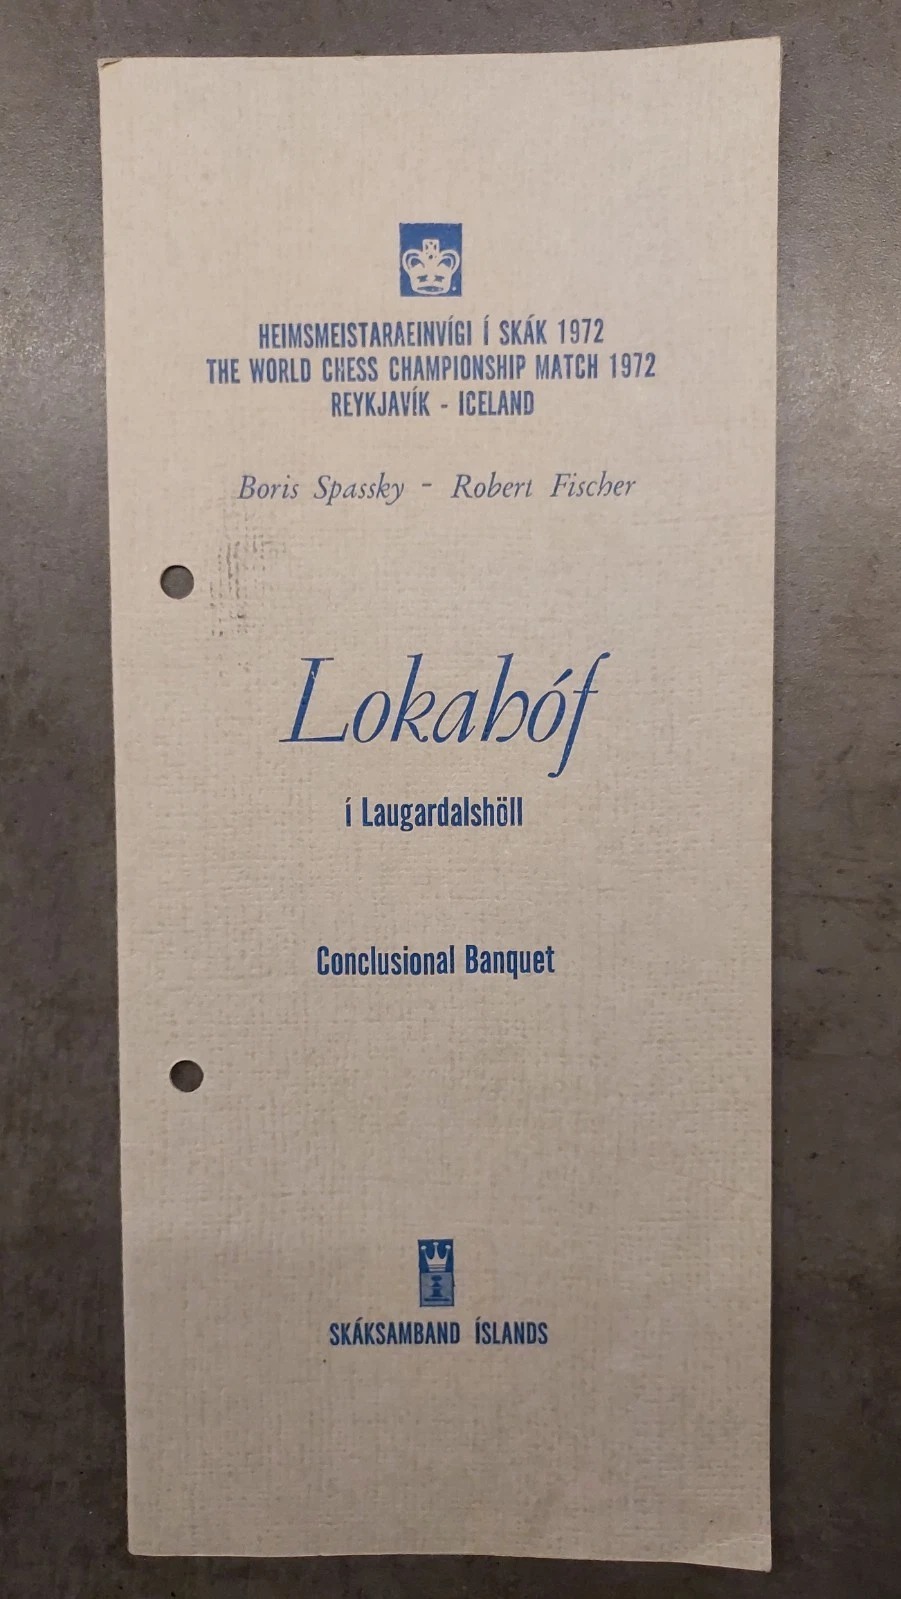 HEIMSMEISTARAEINVÍGI Í SKÁK 1972
THE WORLD CHESS CHAMPIONSHIP MATCH 1972
REYKJAVÍK - ICELAND
Boris Spassky - Robert Fischer
Lokahóf
í Laugardalshöll
Conclusional Banquet
SKÁKSAMBAND ÍSLANDS